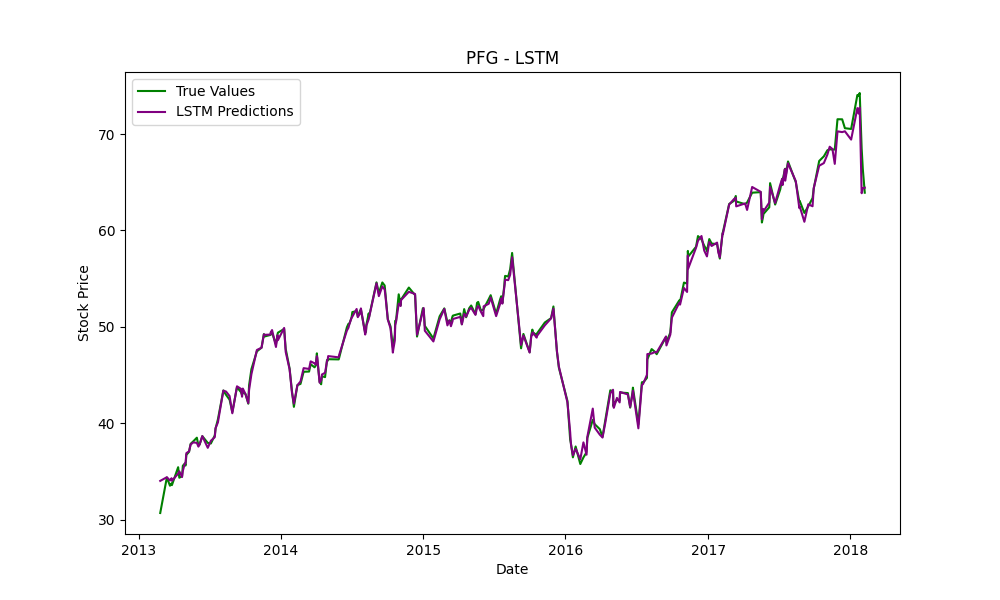 PFG - LSTM
True Values
LSTM Predictions
Stock Price
70
60
50
40
30
2013 2014 2015 2016 2017 2018
Date